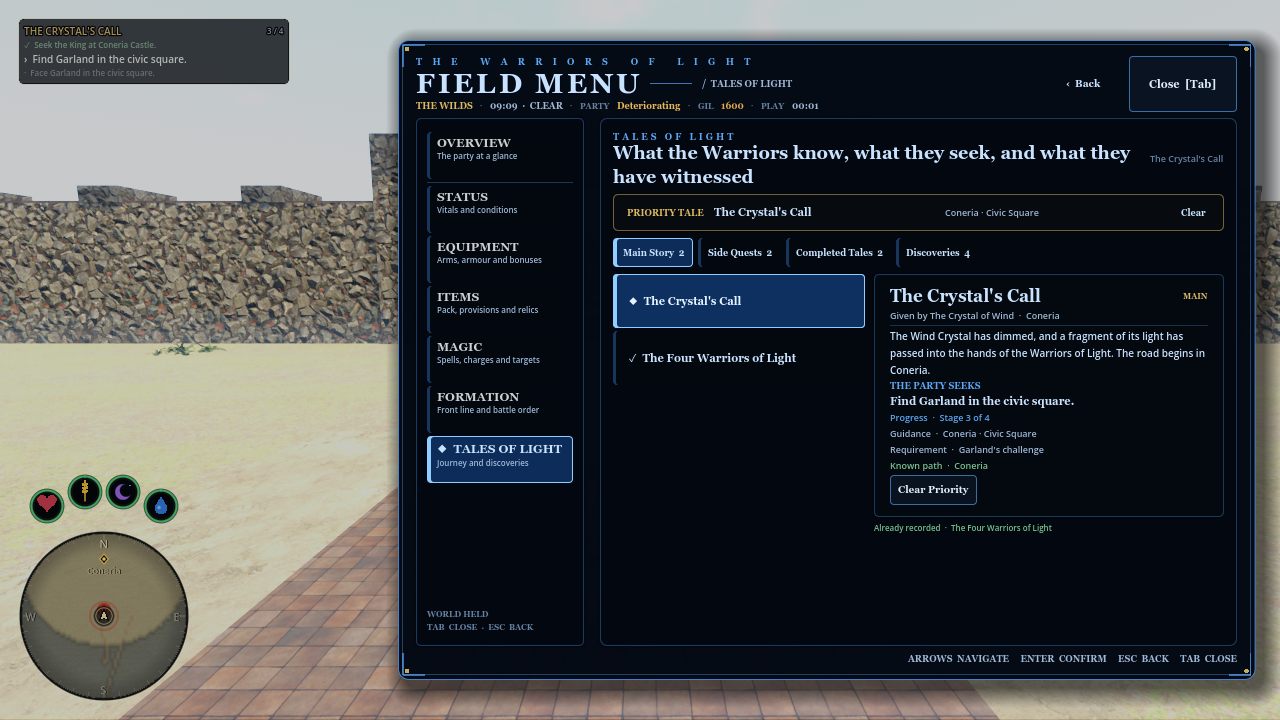 THE CRYSTAL'S CALL 3/4
✓ Seek the King at Coneria Castle.
› Find Garland in the civic square.
· Face Garland in the civic square.
THE WARRIORS OF LIGHT
FIELD MENU / TALES OF LIGHT
THE WILDS · 09:09 · CLEAR · PARTY Deteriorating · GIL 1600 · PLAY 00:01
‹ Back
Close [Tab]
OVERVIEW
The party at a glance
STATUS
Vitals and conditions
EQUIPMENT
Arms, armour and bonuses
ITEMS
Pack, provisions and relics
MAGIC
Spells, charges and targets
FORMATION
Front line and battle order
◆ TALES OF LIGHT
Journey and discoveries
WORLD HELD
TAB CLOSE · ESC BACK
TALES OF LIGHT
What the Warriors know, what they seek, and what they
have witnessed
The Crystal's Call
PRIORITY TALE The Crystal's Call Coneria · Civic Square Clear
Main Story 2 Side Quests 2 Completed Tales 2 Discoveries 4
◆ The Crystal's Call
✓ The Four Warriors of Light
The Crystal's Call MAIN
Given by The Crystal of Wind · Coneria
The Wind Crystal has dimmed, and a fragment of its light has
passed into the hands of the Warriors of Light. The road begins in
Coneria.
THE PARTY SEEKS
Find Garland in the civic square.
Progress · Stage 3 of 4
Guidance · Coneria · Civic Square
Requirement · Garland's challenge
Known path · Coneria
Clear Priority
Already recorded · The Four Warriors of Light
ARROWS NAVIGATE ENTER CONFIRM ESC BACK TAB CLOSE
N
Coneria
W
A
E
S